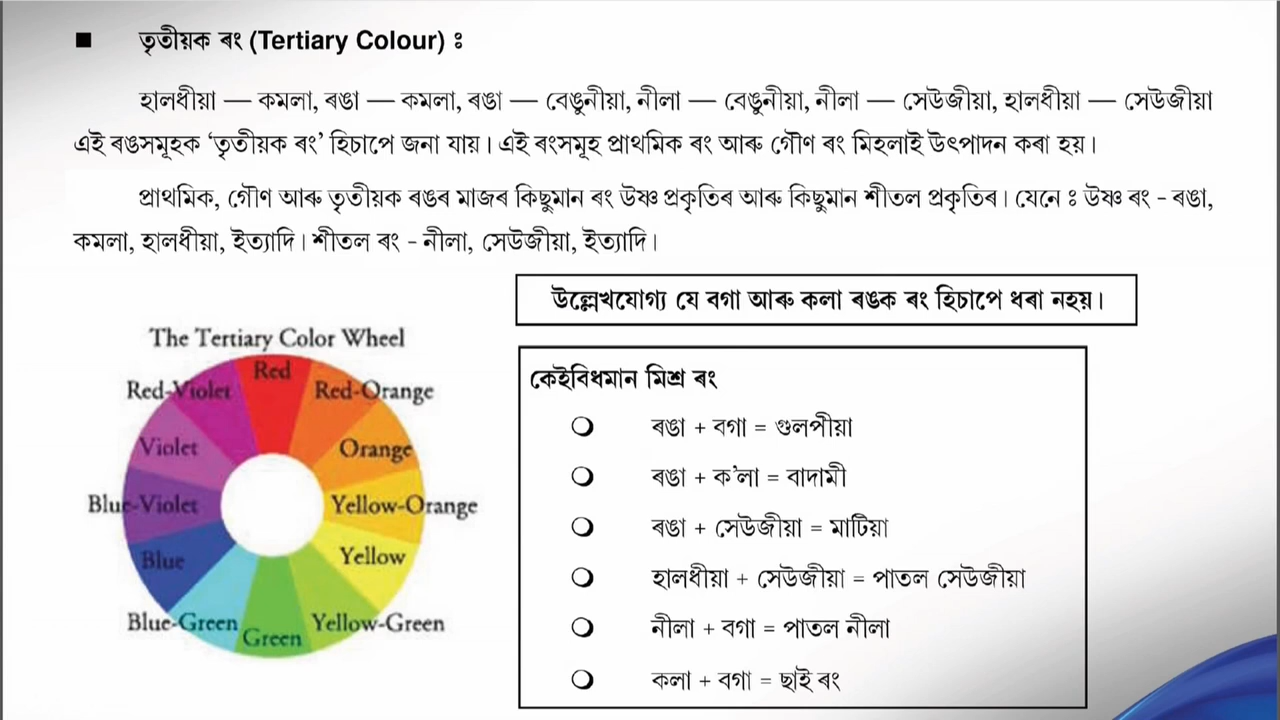 ■ তৃতীয়ক ৰং (Tertiary Colour) ঃ
হালধীয়া — কমলা, ৰঙা — কমলা, ৰঙা — বেঙুনীয়া, নীলা — বেঙুনীয়া, নীলা — সেউজীয়া, হালধীয়া — সেউজীয়া
এই ৰঙসমূহক ‘তৃতীয়ক ৰং’ হিচাপে জনা যায়। এই ৰংসমূহ প্ৰাথমিক ৰং আৰু গৌণ ৰং মিহলাই উৎপাদন কৰা হয়।
প্ৰাথমিক, গৌণ আৰু তৃতীয়ক ৰঙৰ মাজৰ কিছুমান ৰং উষ্ণ প্ৰকৃতিৰ আৰু কিছুমান শীতল প্ৰকৃতিৰ। যেনে ঃ উষ্ণ ৰং - ৰঙা,
কমলা, হালধীয়া, ইত্যাদি। শীতল ৰং - নীলা, সেউজীয়া, ইত্যাদি।
উল্লেখযোগ্য যে বগা আৰু কলা ৰঙক ৰং হিচাপে ধৰা নহয়।
The Tertiary Color Wheel
Red
Red-Violet
Red-Orange
Violet
Orange
Blue-Violet
Yellow-Orange
Blue
Yellow
Blue-Green
Yellow-Green
Green
কেইবিধমান মিশ্ৰ ৰং
❍ ৰঙা + বগা = গুলপীয়া
❍ ৰঙা + ক'লা = বাদামী
❍ ৰঙা + সেউজীয়া = মাটিয়া
❍ হালধীয়া + সেউজীয়া = পাতল সেউজীয়া
❍ নীলা + বগা = পাতল নীলা
❍ কলা + বগা = ছাই ৰং